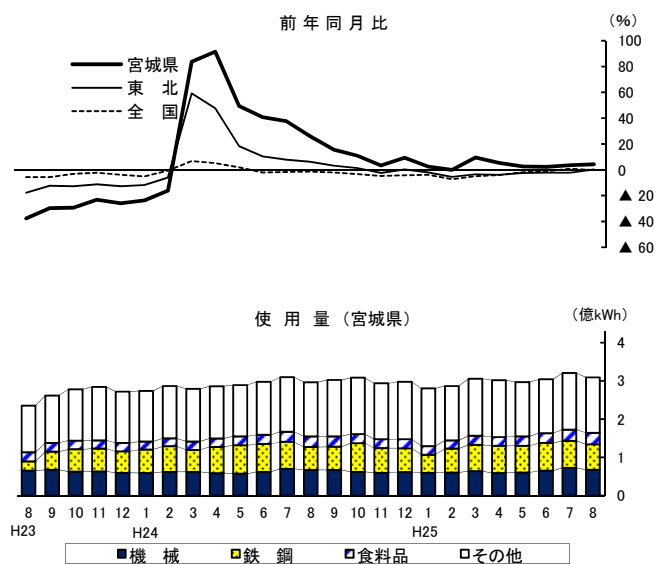 前 年 同 月 比
（%）
宮城県
東　北
全　国
100
80
60
40
20
0
▲ 20
▲ 40
▲ 60
使 用 量 （宮城県）
（億kWh）
4
3
2
1
0
8 9 10 11 12 1 2 3 4 5 6 7 8 9 10 11 12 1 2 3 4 5 6 7 8
H23 H24 H25
機　械 鉄　鋼 食料品 その他